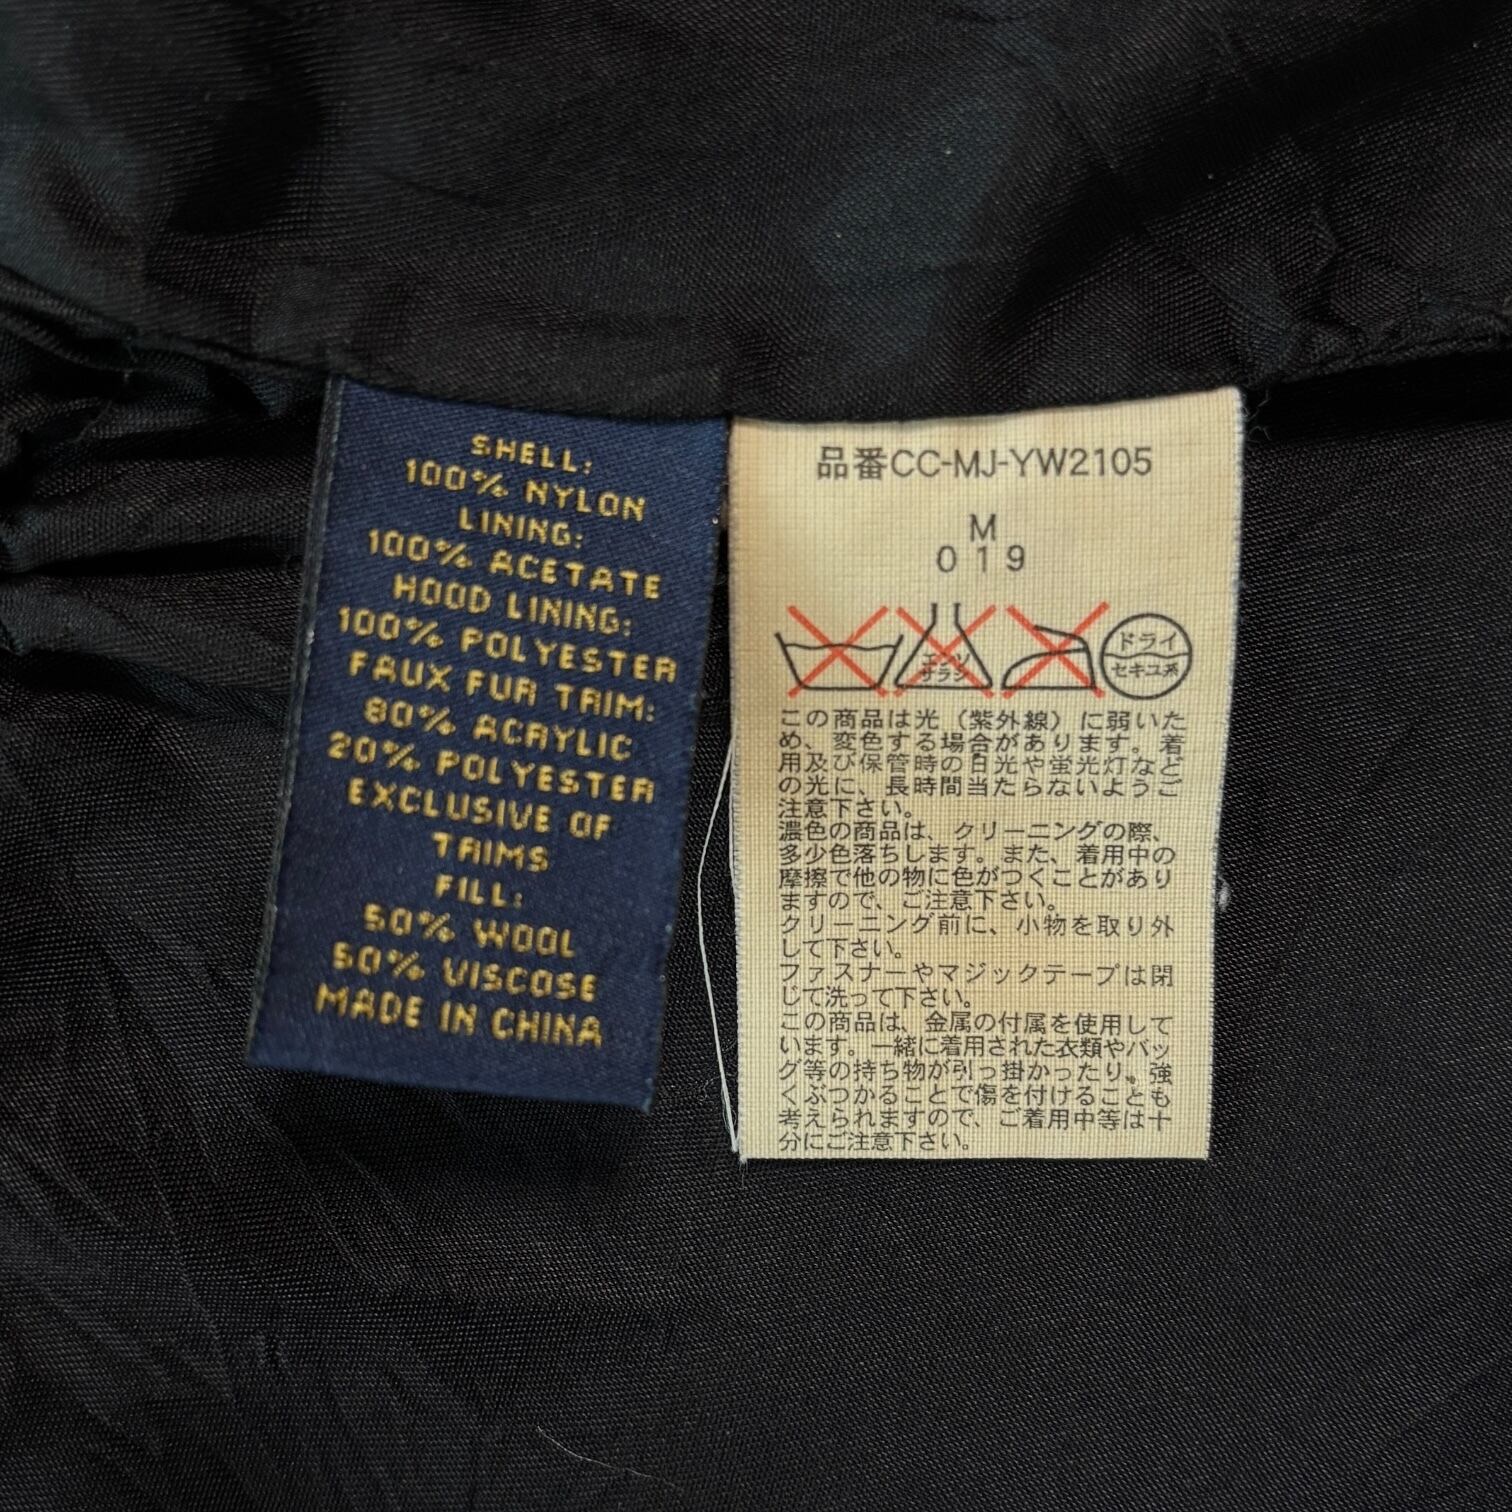 SHELL:
100% NYLON
LINING:
100% ACETATE
HOOD LINING:
100% POLYESTER
FAUX FUR TRIM:
80% ACRYLIC
20% POLYESTER
EXCLUSIVE OF
TRIMS
FILL:
50% WOOL
50% VISCOSE
MADE IN CHINA
品番CC-MJ-YW2105
M
019
エンソ
サラシ
ドライ
セキユ系
この商品は光（紫外線）に弱いた
め、変色する場合があります。着
用及び保管時の日光や蛍光灯など
の光に、長時間当たらないようご
注意下さい。
濃色の商品は、クリーニングの際、
多少色落ちします。また、着用中の
摩擦で他の物に色がつくことがあり
ますので、ご注意下さい。
クリーニング前に、小物を取り外
して下さい。
ファスナーやマジックテープは閉
じて洗って下さい。
この商品は、金属の付属を使用して
います。一緒に着用された衣類やバッ
グ等の持ち物が引っ掛かったり。強
くぶつかることで傷を付けることも
考えられますので、ご着用中等は十
分にご注意下さい。